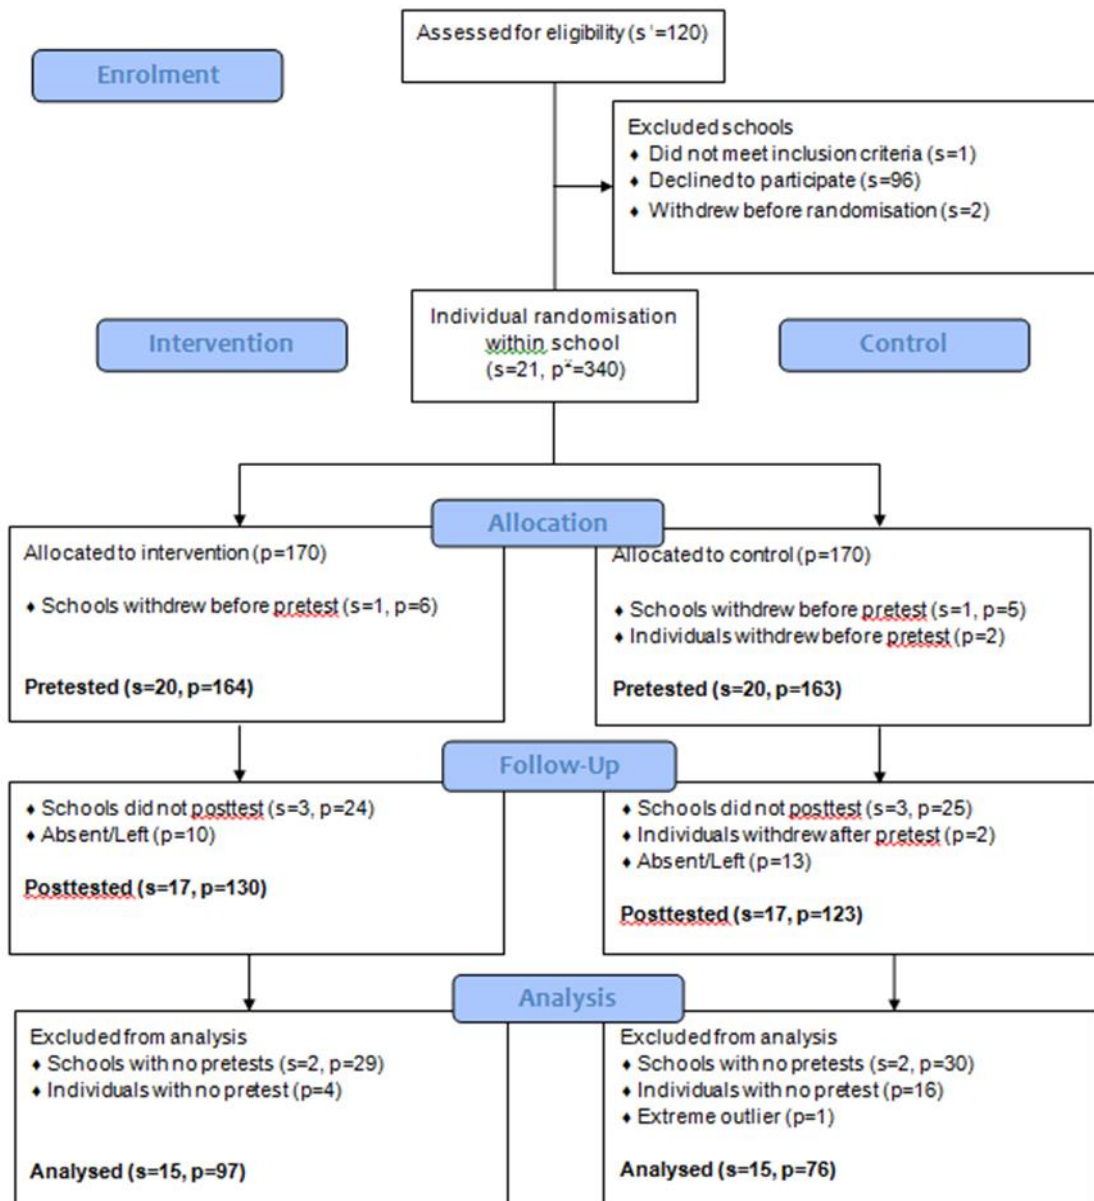 Assessed for eligibility (s¹=120)
Enrolment
Excluded schools
♦ Did not meet inclusion criteria (s=1)
♦ Declined to participate (s=96)
♦ Withdrew before randomisation (s=2)
Individual randomisation
within school
(s=21, p²=340)
Intervention
Control
Allocation
Allocated to intervention (p=170)
♦ Schools withdrew before pretest (s=1, p=6)
Pretested (s=20, p=164)
Allocated to control (p=170)
♦ Schools withdrew before pretest (s=1, p=5)
♦ Individuals withdrew before pretest (p=2)
Pretested (s=20, p=163)
Follow-Up
♦ Schools did not posttest (s=3, p=24)
♦ Absent/Left (p=10)
Posttested (s=17, p=130)
♦ Schools did not posttest (s=3, p=25)
♦ Individuals withdrew after pretest (p=2)
♦ Absent/Left (p=13)
Posttested (s=17, p=123)
Analysis
Excluded from analysis
♦ Schools with no pretests (s=2, p=29)
♦ Individuals with no pretest (p=4)
Analysed (s=15, p=97)
Excluded from analysis
♦ Schools with no pretests (s=2, p=30)
♦ Individuals with no pretest (p=16)
♦ Extreme outlier (p=1)
Analysed (s=15, p=76)